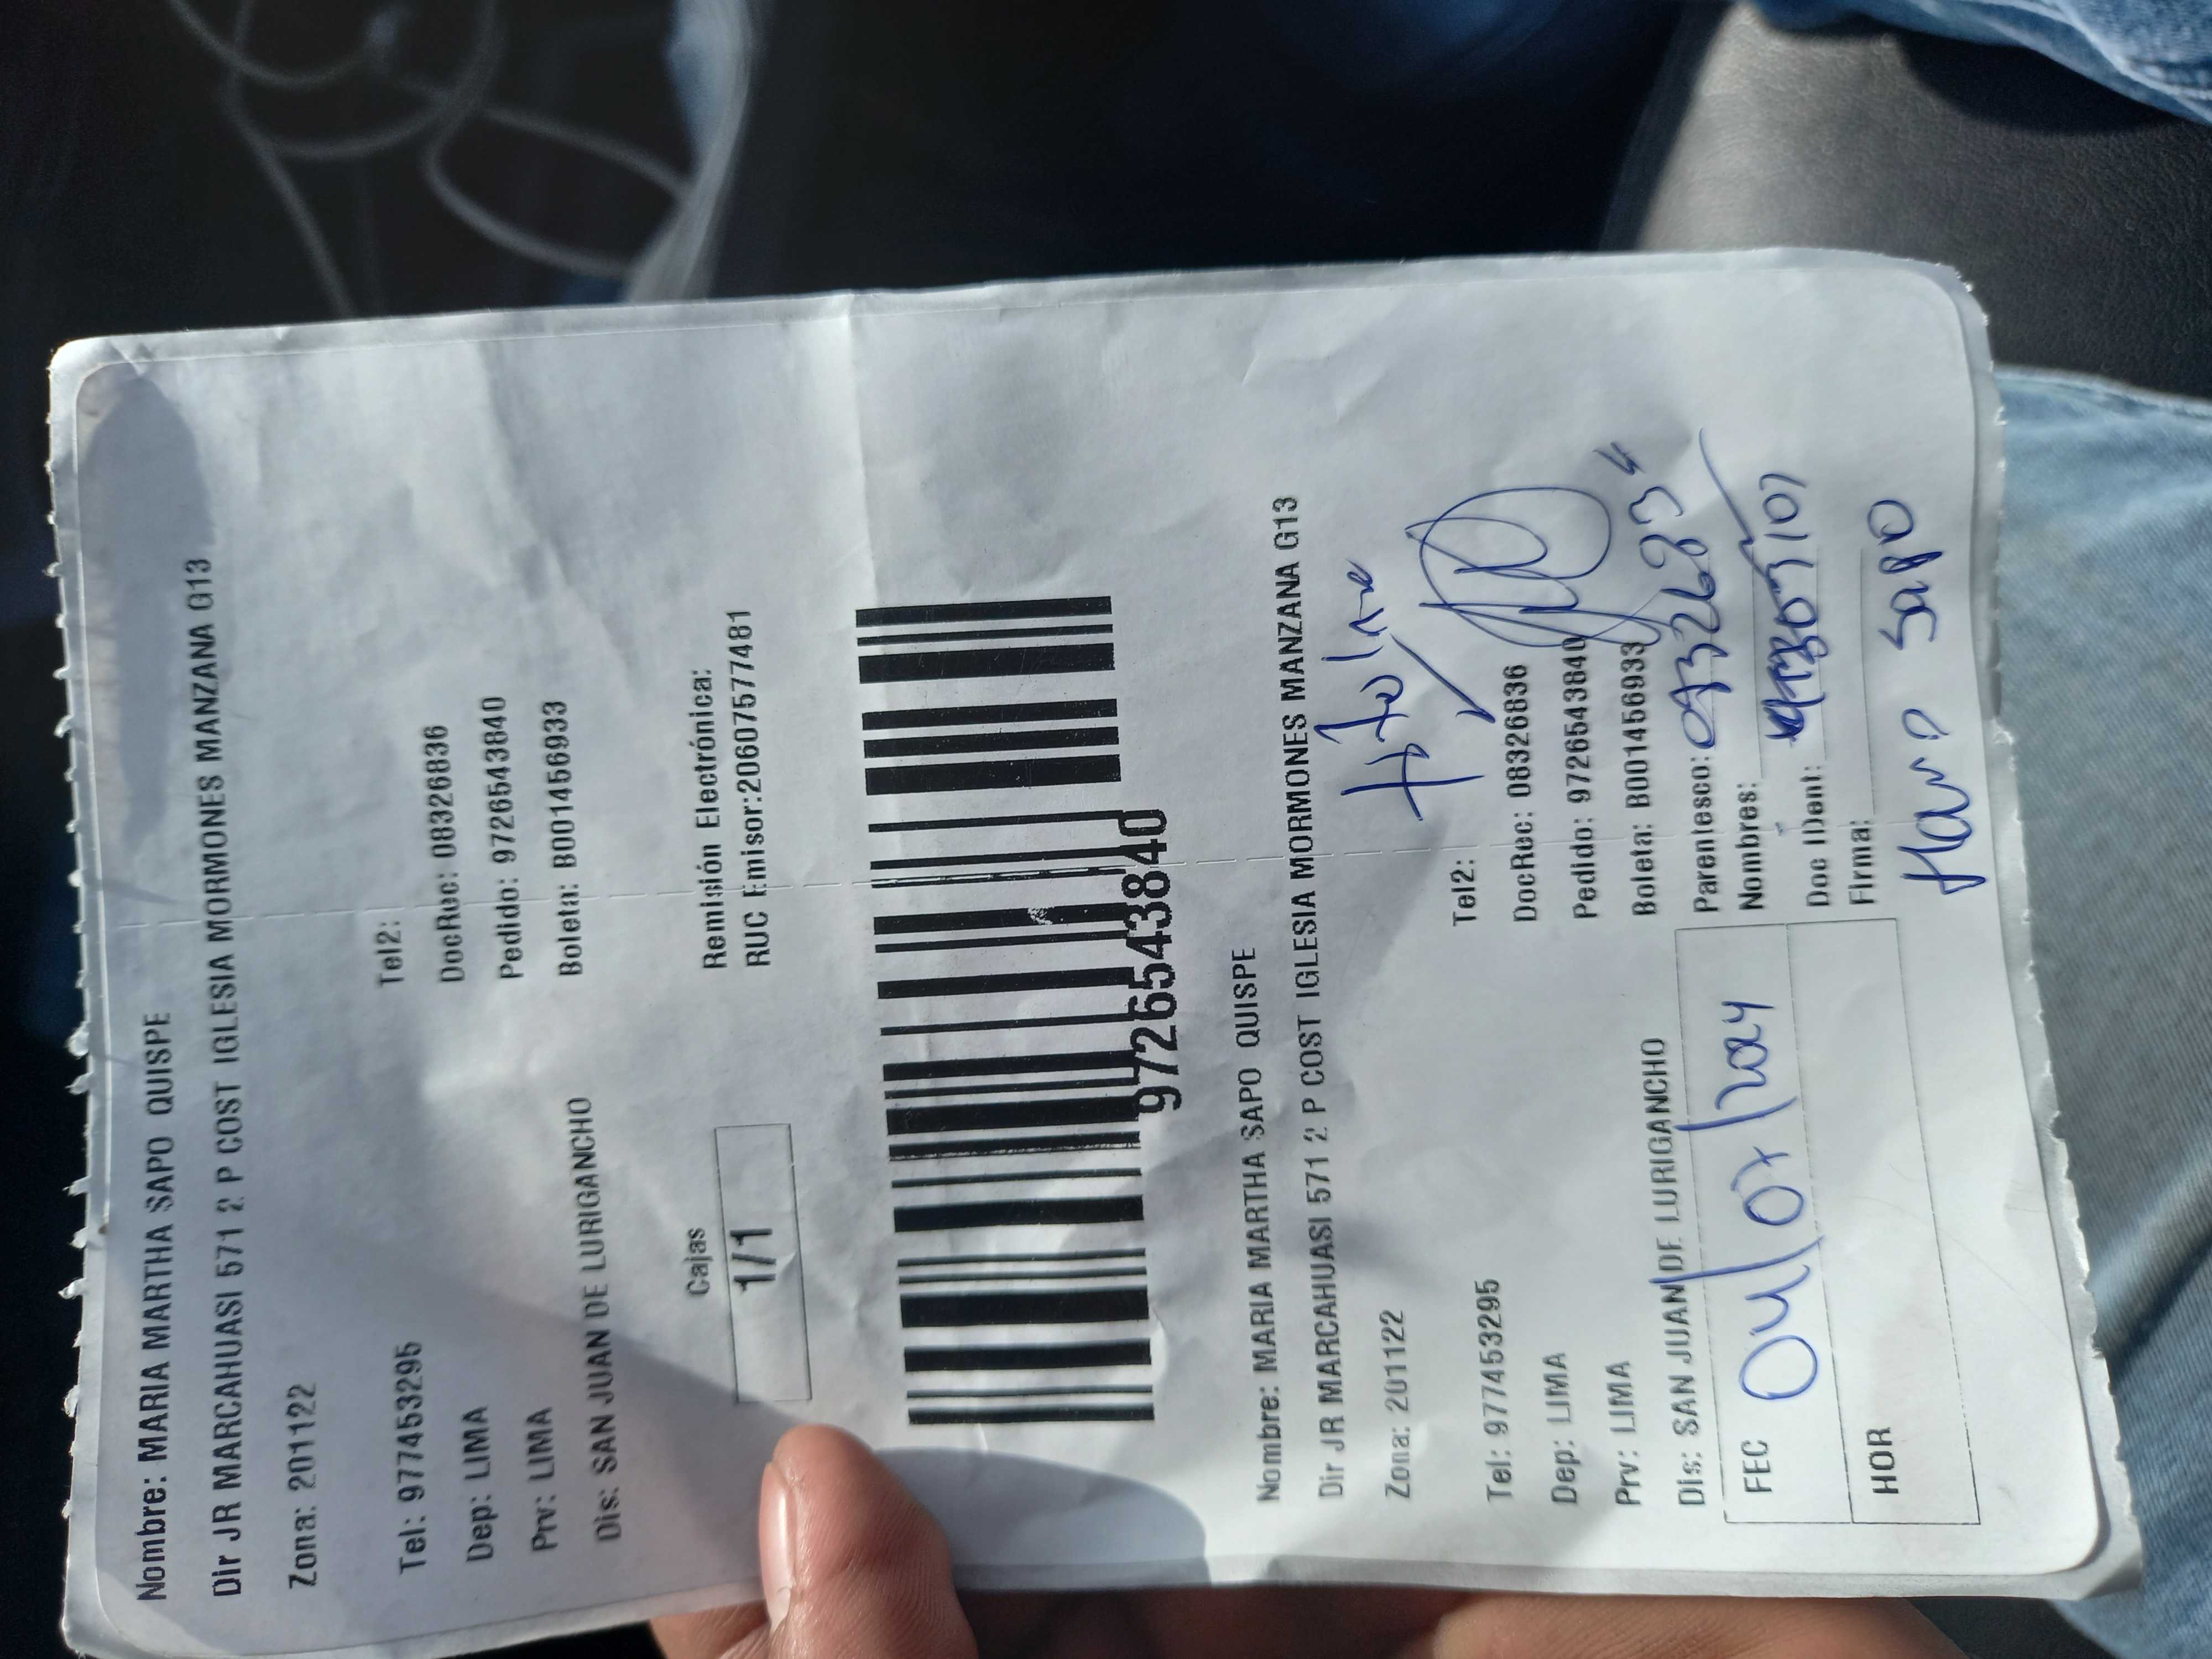 Nombre: MARIA MARTHA SAPO QUISPE
Dir JR MARCAHUASI 571 2 P COST IGLESIA MORMONES MANZANA G13
Zona: 201122
Tel: 977453295 Tel2:
Dep: LIMA DocRec: 08326836
Prv: LIMA Pedido: 97265543840
Dis: SAN JUAN DE LURIGANCHO Boleta: B001456933
Cajas Remisión Electrónica:
1/1 RUC Emisor:20607577481
97265543840
Nombre: MARIA MARTHA SAPO QUISPE
Dir JR MARCAHUASI 571 2 P COST IGLESIA MORMONES MANZANA G13
Zona: 201122
Tel: 977453295 Tel2:
Dep: LIMA DocRec: 08326836
Prv: LIMA Pedido: 97265543840
Dis: SAN JUAN DE LURIGANCHO Boleta: B001456933
FEC 04/07/2024 Parentesco:
Nombres:
HOR Doc IDent:
Firma:
Sapo